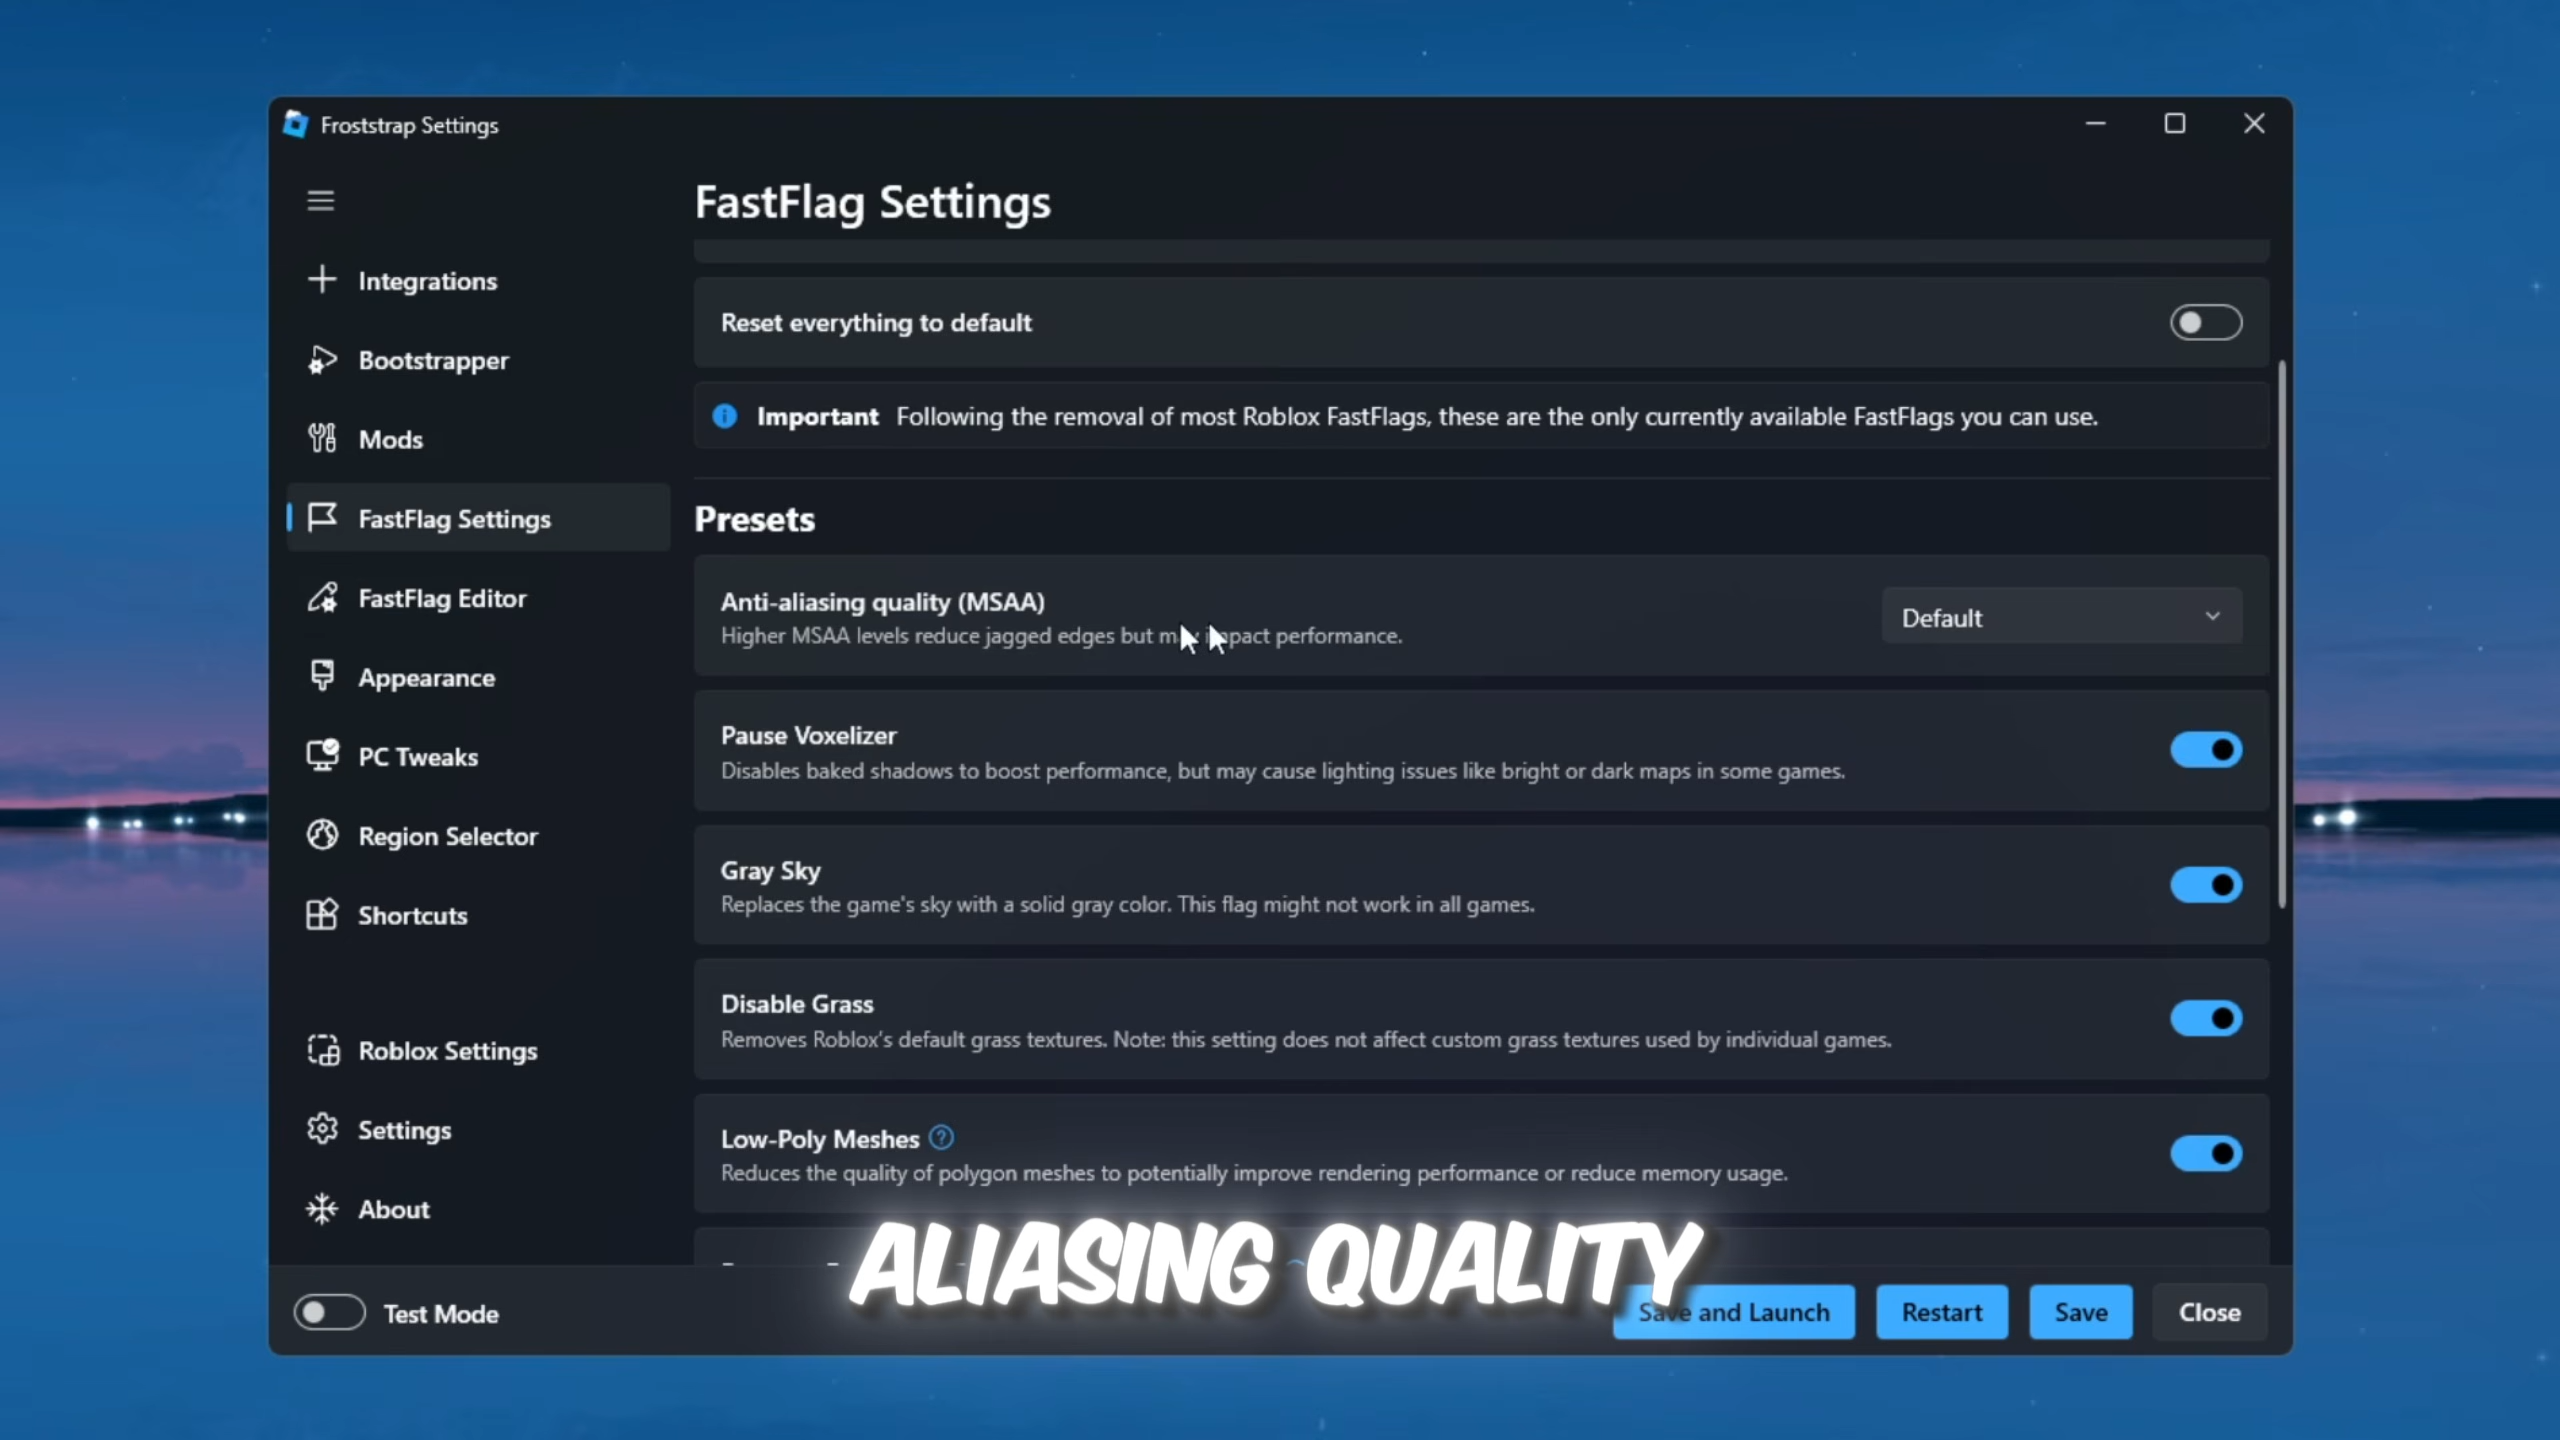 Froststrap Settings
FastFlag Settings
Integrations
Bootstrapper
Mods
FastFlag Settings
FastFlag Editor
Appearance
PC Tweaks
Region Selector
Shortcuts
Roblox Settings
Settings
About
Test Mode
Reset everything to default
Important Following the removal of most Roblox FastFlags, these are the only currently available FastFlags you can use.
Presets
Anti-aliasing quality (MSAA)
Higher MSAA levels reduce jagged edges but may impact performance.
Default
Pause Voxelizer
Disables baked shadows to boost performance, but may cause lighting issues like bright or dark maps in some games.
Gray Sky
Replaces the game's sky with a solid gray color. This flag might not work in all games.
Disable Grass
Removes Roblox's default grass textures. Note: this setting does not affect custom grass textures used by individual games.
Low-Poly Meshes
Reduces the quality of polygon meshes to potentially improve rendering performance or reduce memory usage.
ALIASING QUALITY
Save and Launch
Restart
Save
Close